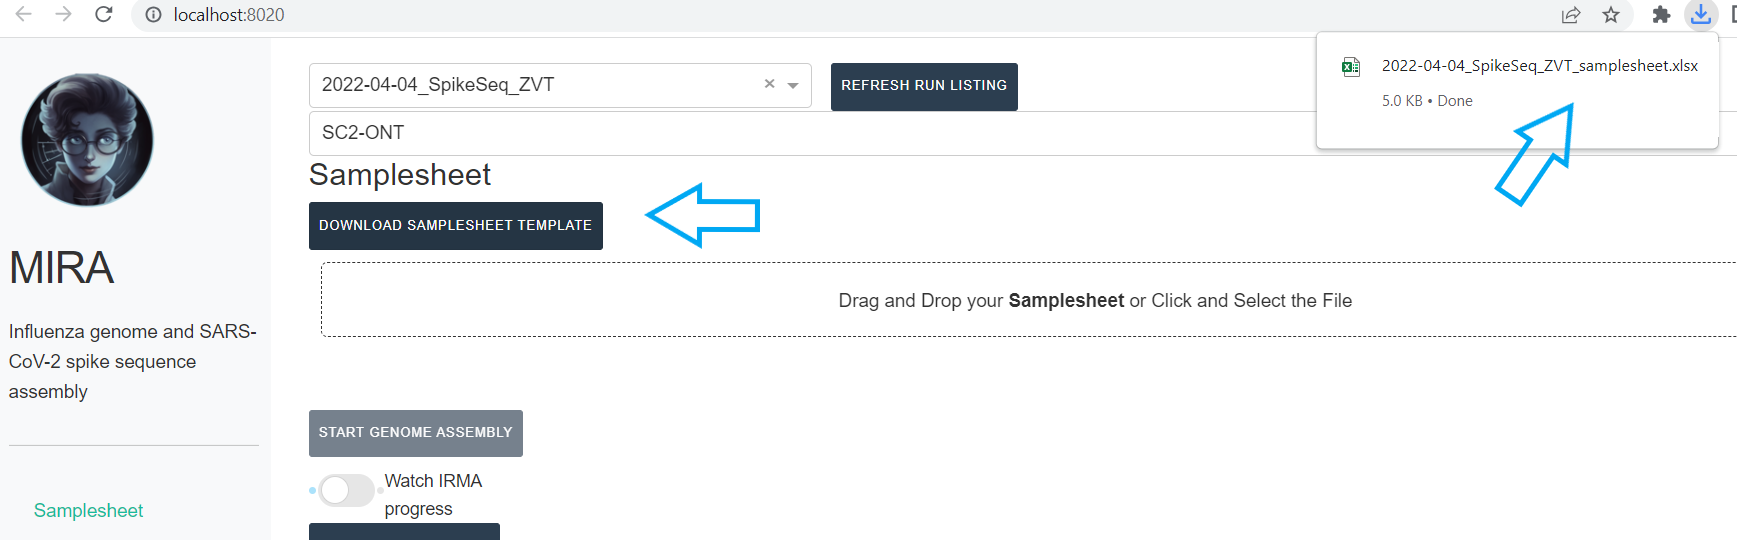 localhost:8020
2022-04-04_SpikeSeq_ZVT_samplesheet.xlsx
5.0 KB • Done
2022-04-04_SpikeSeq_ZVT
REFRESH RUN LISTING
SC2-ONT
Samplesheet
DOWNLOAD SAMPLESHEET TEMPLATE
Drag and Drop your Samplesheet or Click and Select the File
MIRA
Influenza genome and SARS-
CoV-2 spike sequence
assembly
START GENOME ASSEMBLY
Watch IRMA
progress
Samplesheet